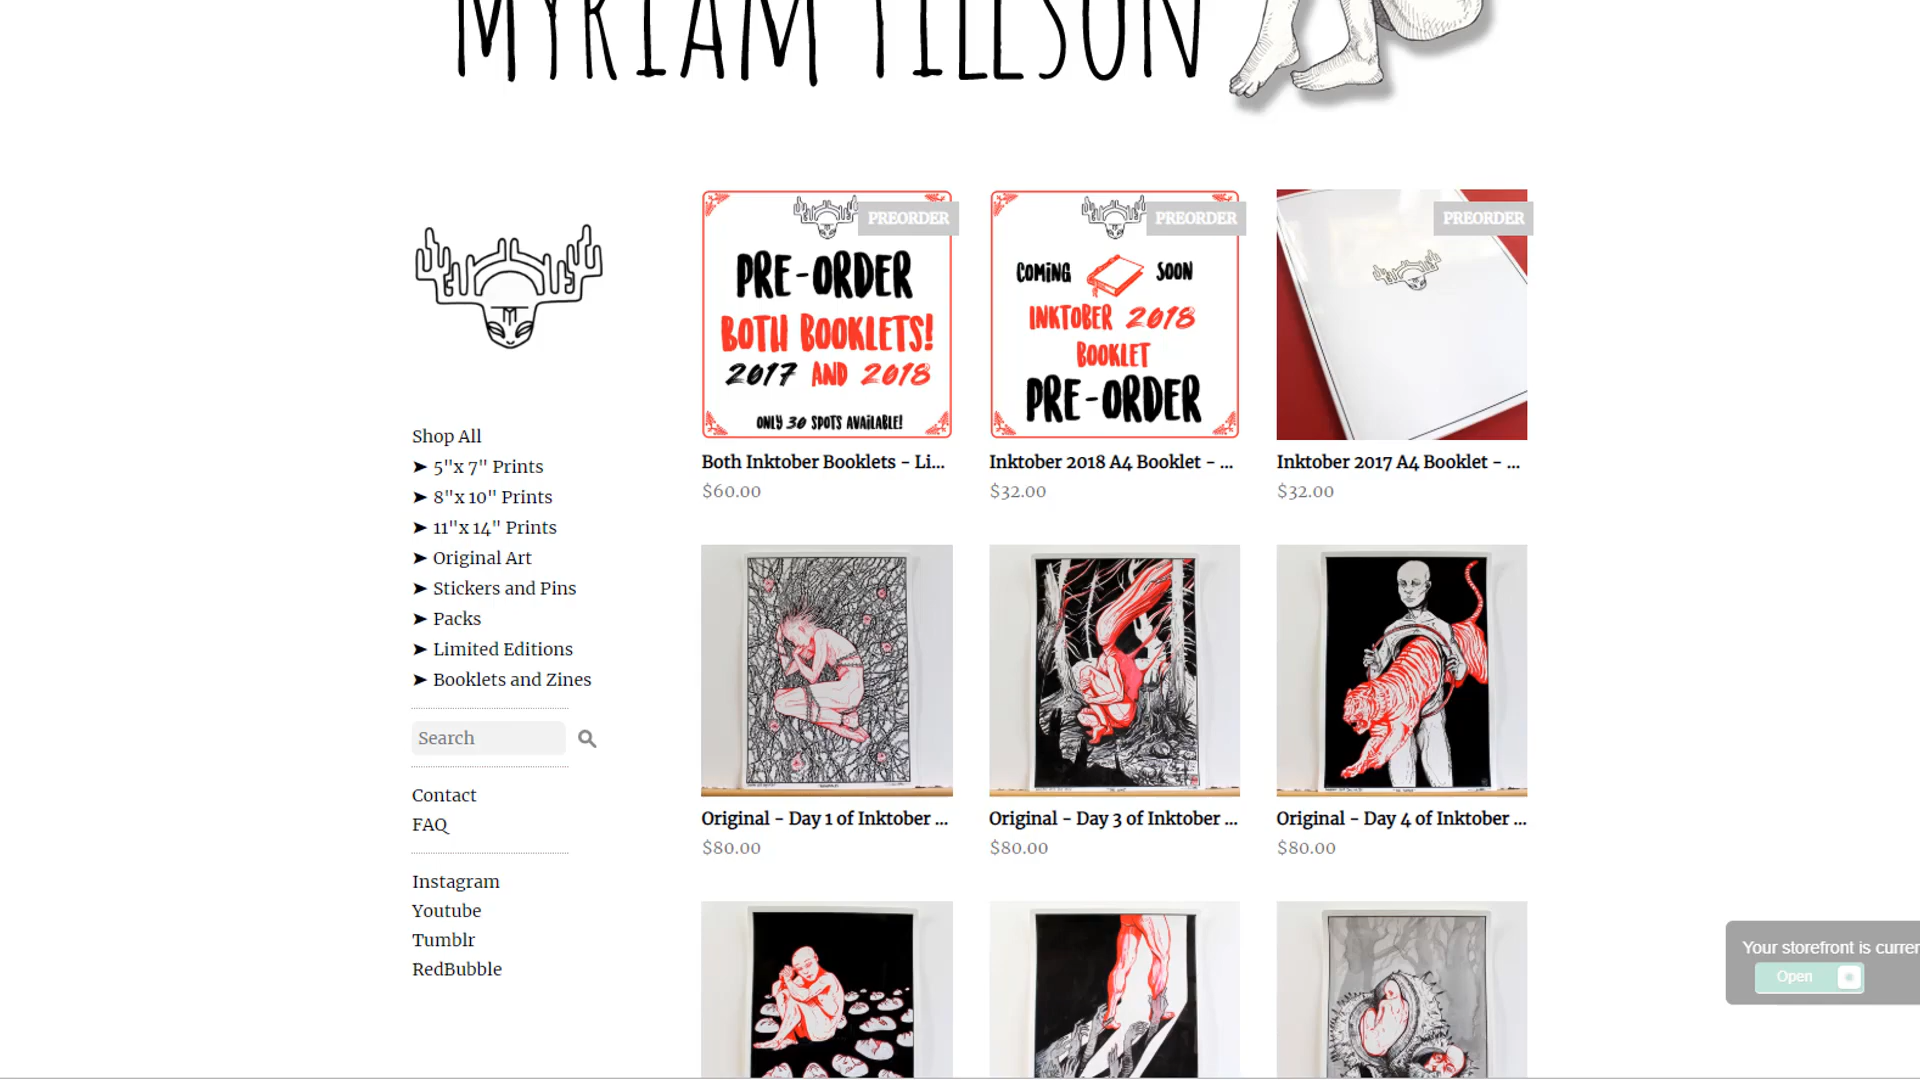 MYRIAM TILLSON
PREORDER
PRE-ORDER
BOTH BOOKLETS!
2017 AND 2018
ONLY 30 SPOTS AVAILABLE!
PREORDER
COMING SOON
INKTOBER 2018
BOOKLET
PRE-ORDER
PREORDER
Both Inktober Booklets - Li...
$60.00
Inktober 2018 A4 Booklet - ...
$32.00
Inktober 2017 A4 Booklet - ...
$32.00
Shop All
➤ 5"x 7" Prints
➤ 8"x 10" Prints
➤ 11"x 14" Prints
➤ Original Art
➤ Stickers and Pins
➤ Packs
➤ Limited Editions
➤ Booklets and Zines
Search
Contact
FAQ
Instagram
Youtube
Tumblr
RedBubble
Original - Day 1 of Inktober ...
$80.00
Original - Day 3 of Inktober ...
$80.00
Original - Day 4 of Inktober ...
$80.00
Your storefront is curren
Open